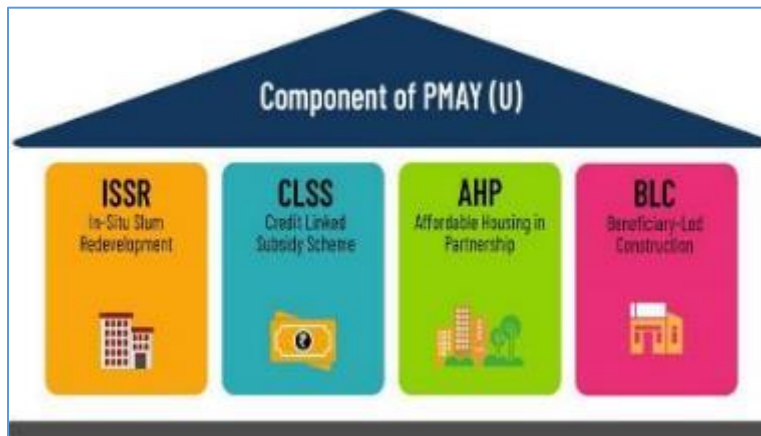 Component of PMAY (U)
ISSR
In-Situ Slum
Redevelopment
CLSS
Credit Linked
Subsidy Scheme
AHP
Affordable Housing in
Partnership
BLC
Beneficiary-Led
Construction
₹